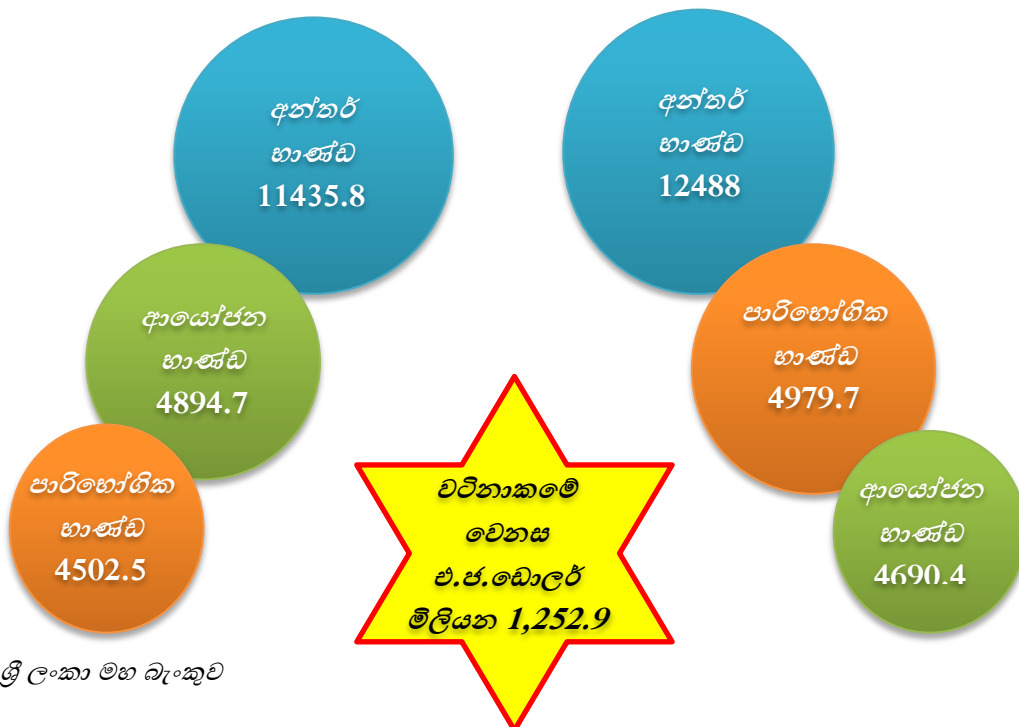 අන්තර්
භාණ්ඩ
11435.8
ආයෝජන
භාණ්ඩ
4894.7
පාරිභෝගික
භාණ්ඩ
4502.5
අන්තර්
භාණ්ඩ
12488
පාරිභෝගික
භාණ්ඩ
4979.7
ආයෝජන
භාණ්ඩ
4690.4
වටිනාකමේ
වෙනස
එ.ජ.ඩොලර්
මිලියන 1,252.9
ශ්‍රී ලංකා මහ බැංකුව